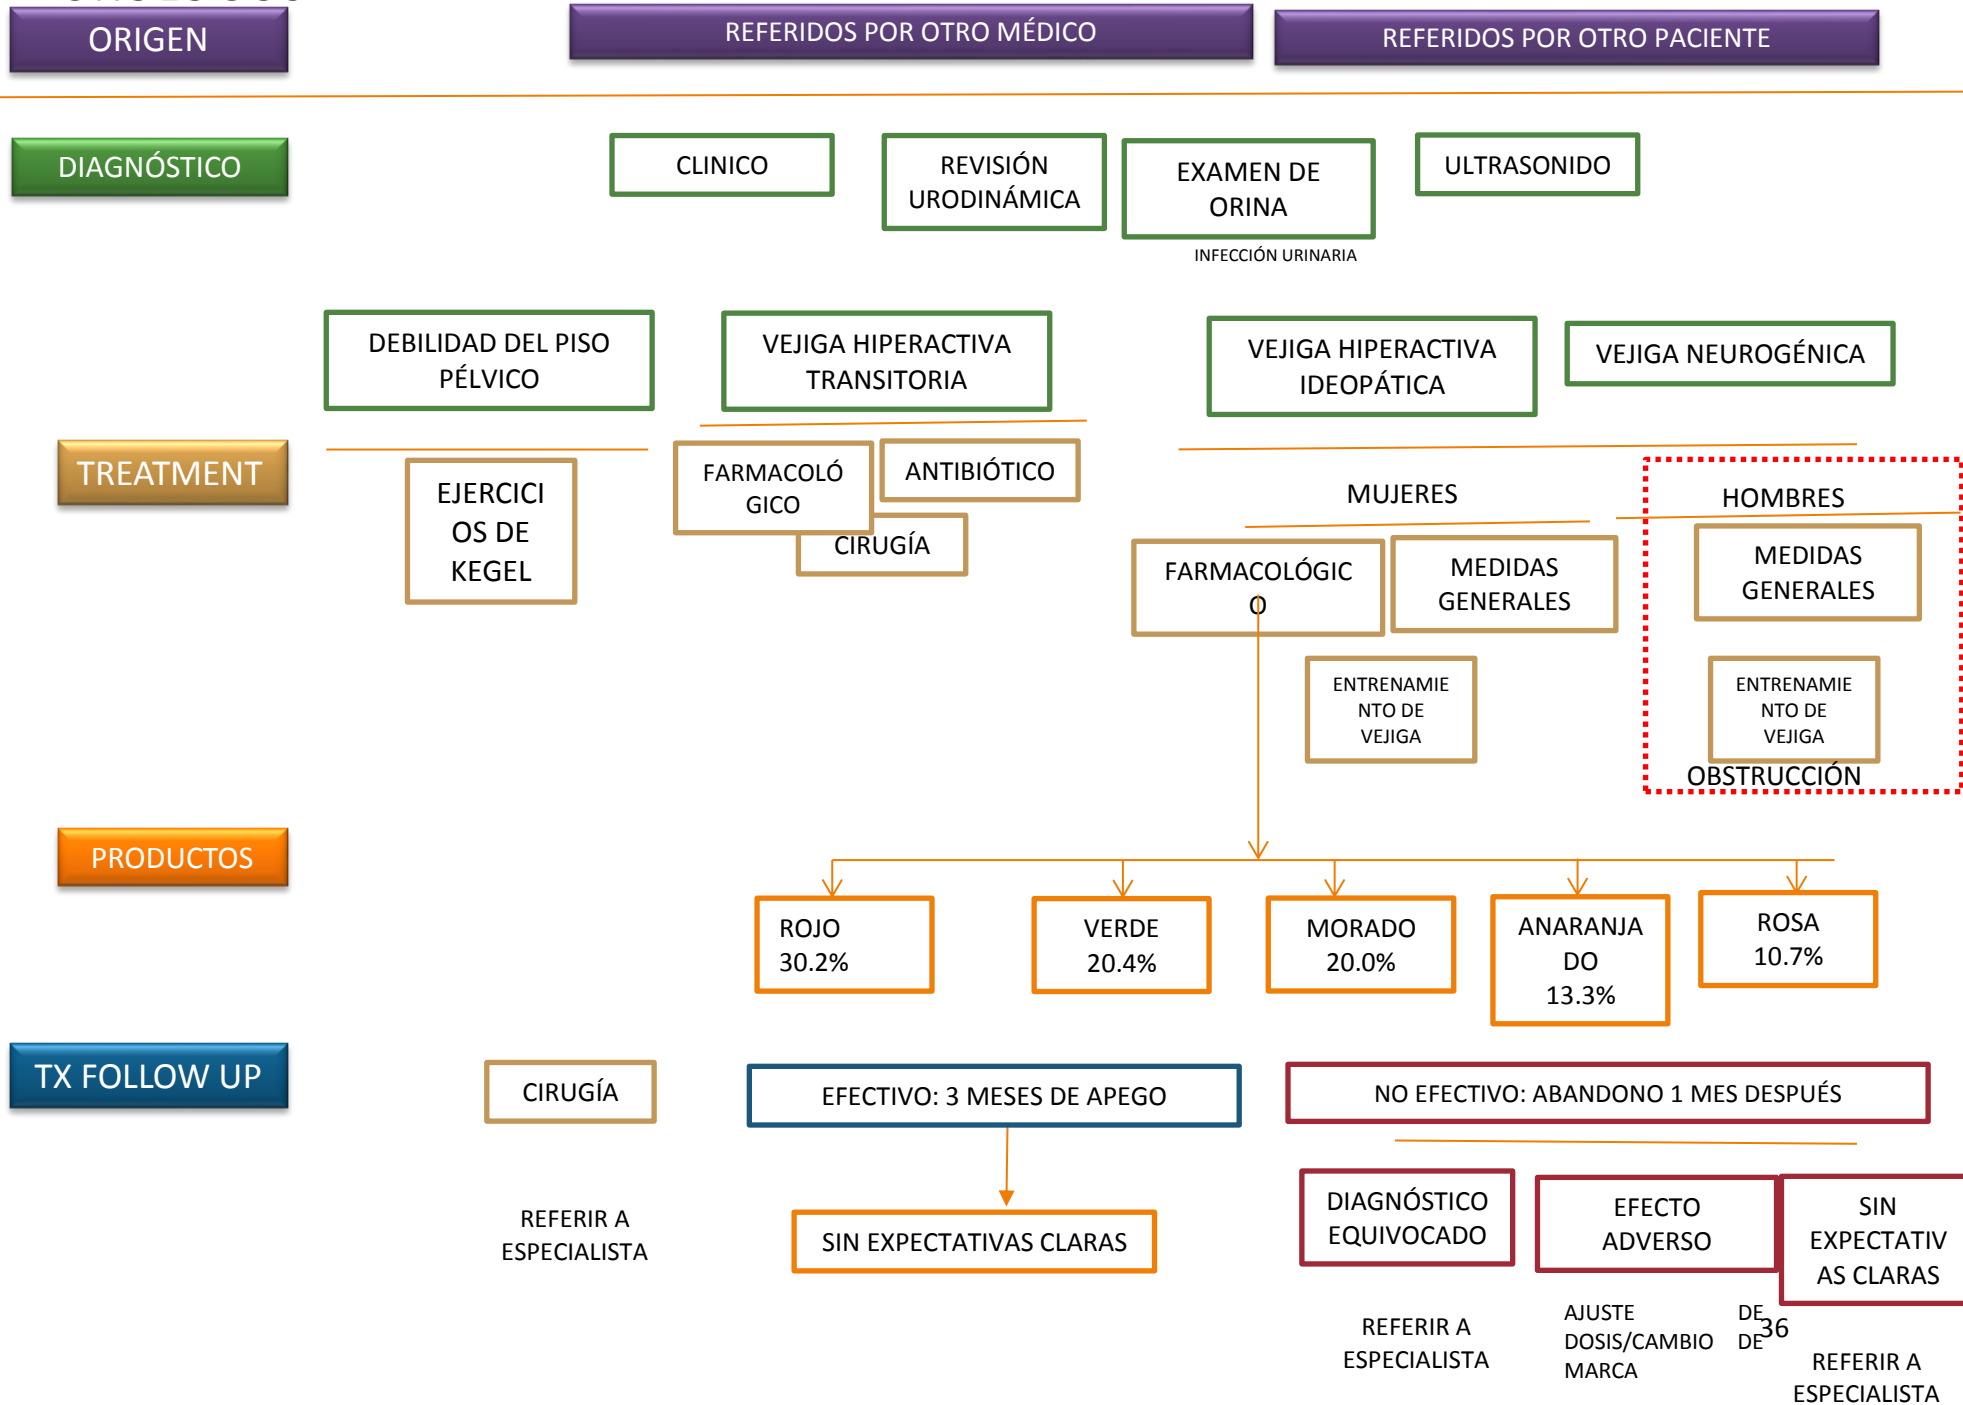 ORIGEN
REFERIDOS POR OTRO MÉDICO
REFERIDOS POR OTRO PACIENTE
DIAGNÓSTICO
CLINICO
REVISIÓN
URODINÁMICA
EXAMEN DE
ORINA
ULTRASONIDO
INFECCIÓN URINARIA
DEBILIDAD DEL PISO
PÉLVICO
VEJIGA HIPERACTIVA
TRANSITORIA
VEJIGA HIPERACTIVA
IDEOPÁTICA
VEJIGA NEUROGÉNICA
TREATMENT
EJERCICI
OS DE
KEGEL
FARMACOLÓ
GICO
ANTIBIÓTICO
CIRUGÍA
MUJERES
HOMBRES
FARMACOLÓGIC
O
MEDIDAS
GENERALES
MEDIDAS
GENERALES
ENTRENAMIE
NTO DE
VEJIGA
ENTRENAMIE
NTO DE
VEJIGA
OBSTRUCCIÓN
PRODUCTOS
ROJO
30.2%
VERDE
20.4%
MORADO
20.0%
ANARANJA
DO
13.3%
ROSA
10.7%
TX FOLLOW UP
CIRUGÍA
EFECTIVO: 3 MESES DE APEGO
NO EFECTIVO: ABANDONO 1 MES DESPUÉS
REFERIR A
ESPECIALISTA
SIN EXPECTATIVAS CLARAS
DIAGNÓSTICO
EQUIVOCADO
EFECTO
ADVERSO
SIN
EXPECTATIV
AS CLARAS
REFERIR A
ESPECIALISTA
AJUSTE DE
DOSIS/CAMBIO DE
MARCA
36
REFERIR A
ESPECIALISTA